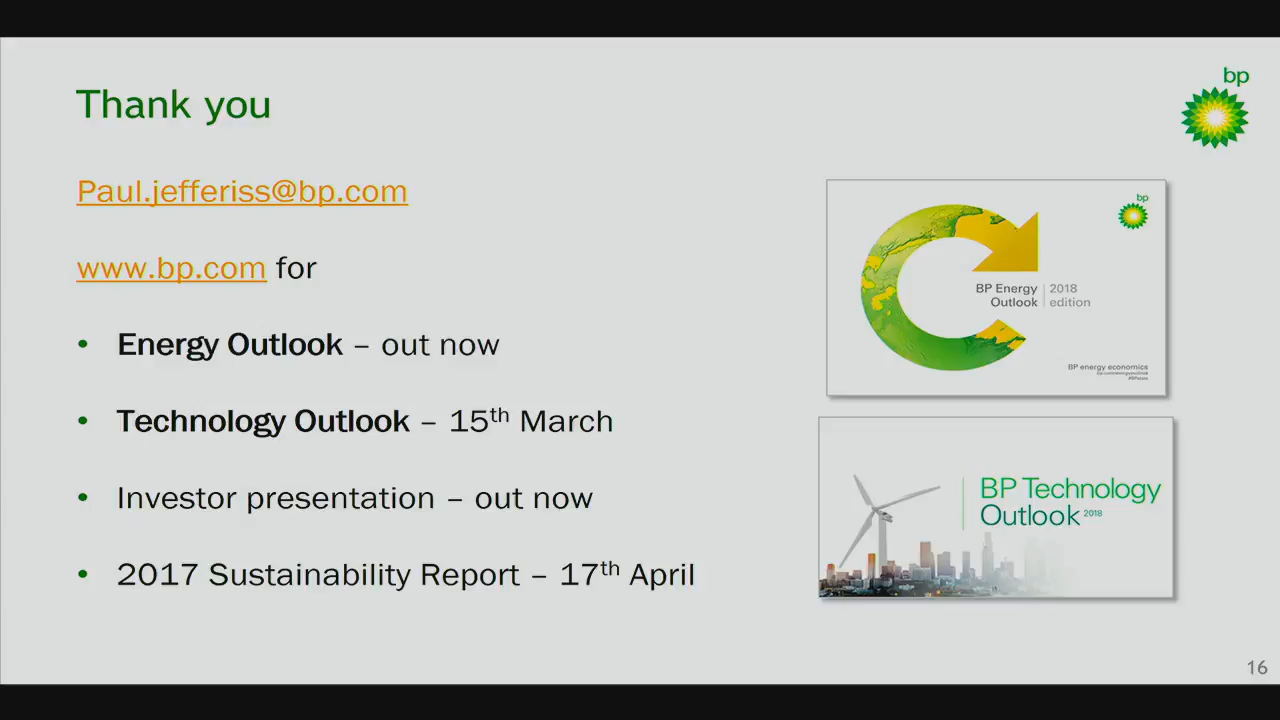 Thank you
bp
Paul.jefferiss@bp.com
www.bp.com for
• Energy Outlook – out now
• Technology Outlook – 15th March
• Investor presentation – out now
• 2017 Sustainability Report – 17th April
bp
BP Energy Outlook | 2018 edition
BP energy economics
BP Technology
Outlook 2018
16